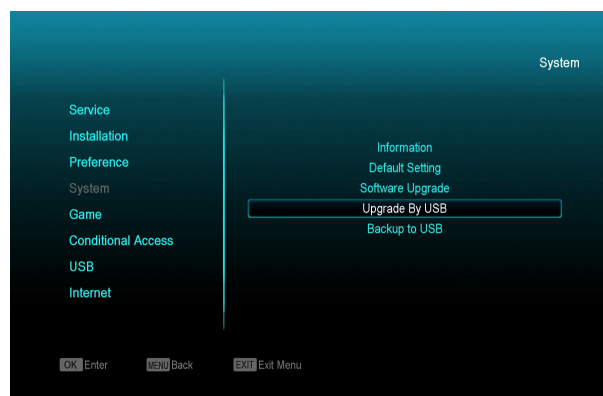 System
Service
Installation
Preference
System
Game
Conditional Access
USB
Internet
Information
Default Setting
Software Upgrade
Upgrade By USB
Backup to USB
OK Enter MENU Back EXIT Exit Menu